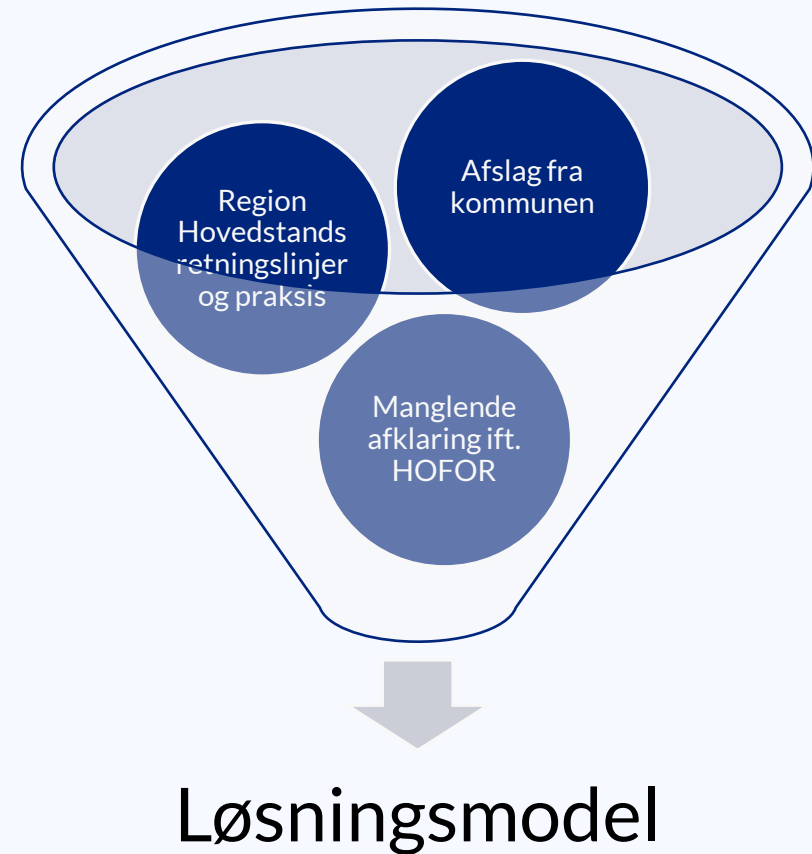 Region
Hovedstands
retningslinjer
og praksis
Afslag fra
kommunen
Manglende
afklaring ift.
HOFOR
Løsningsmodel